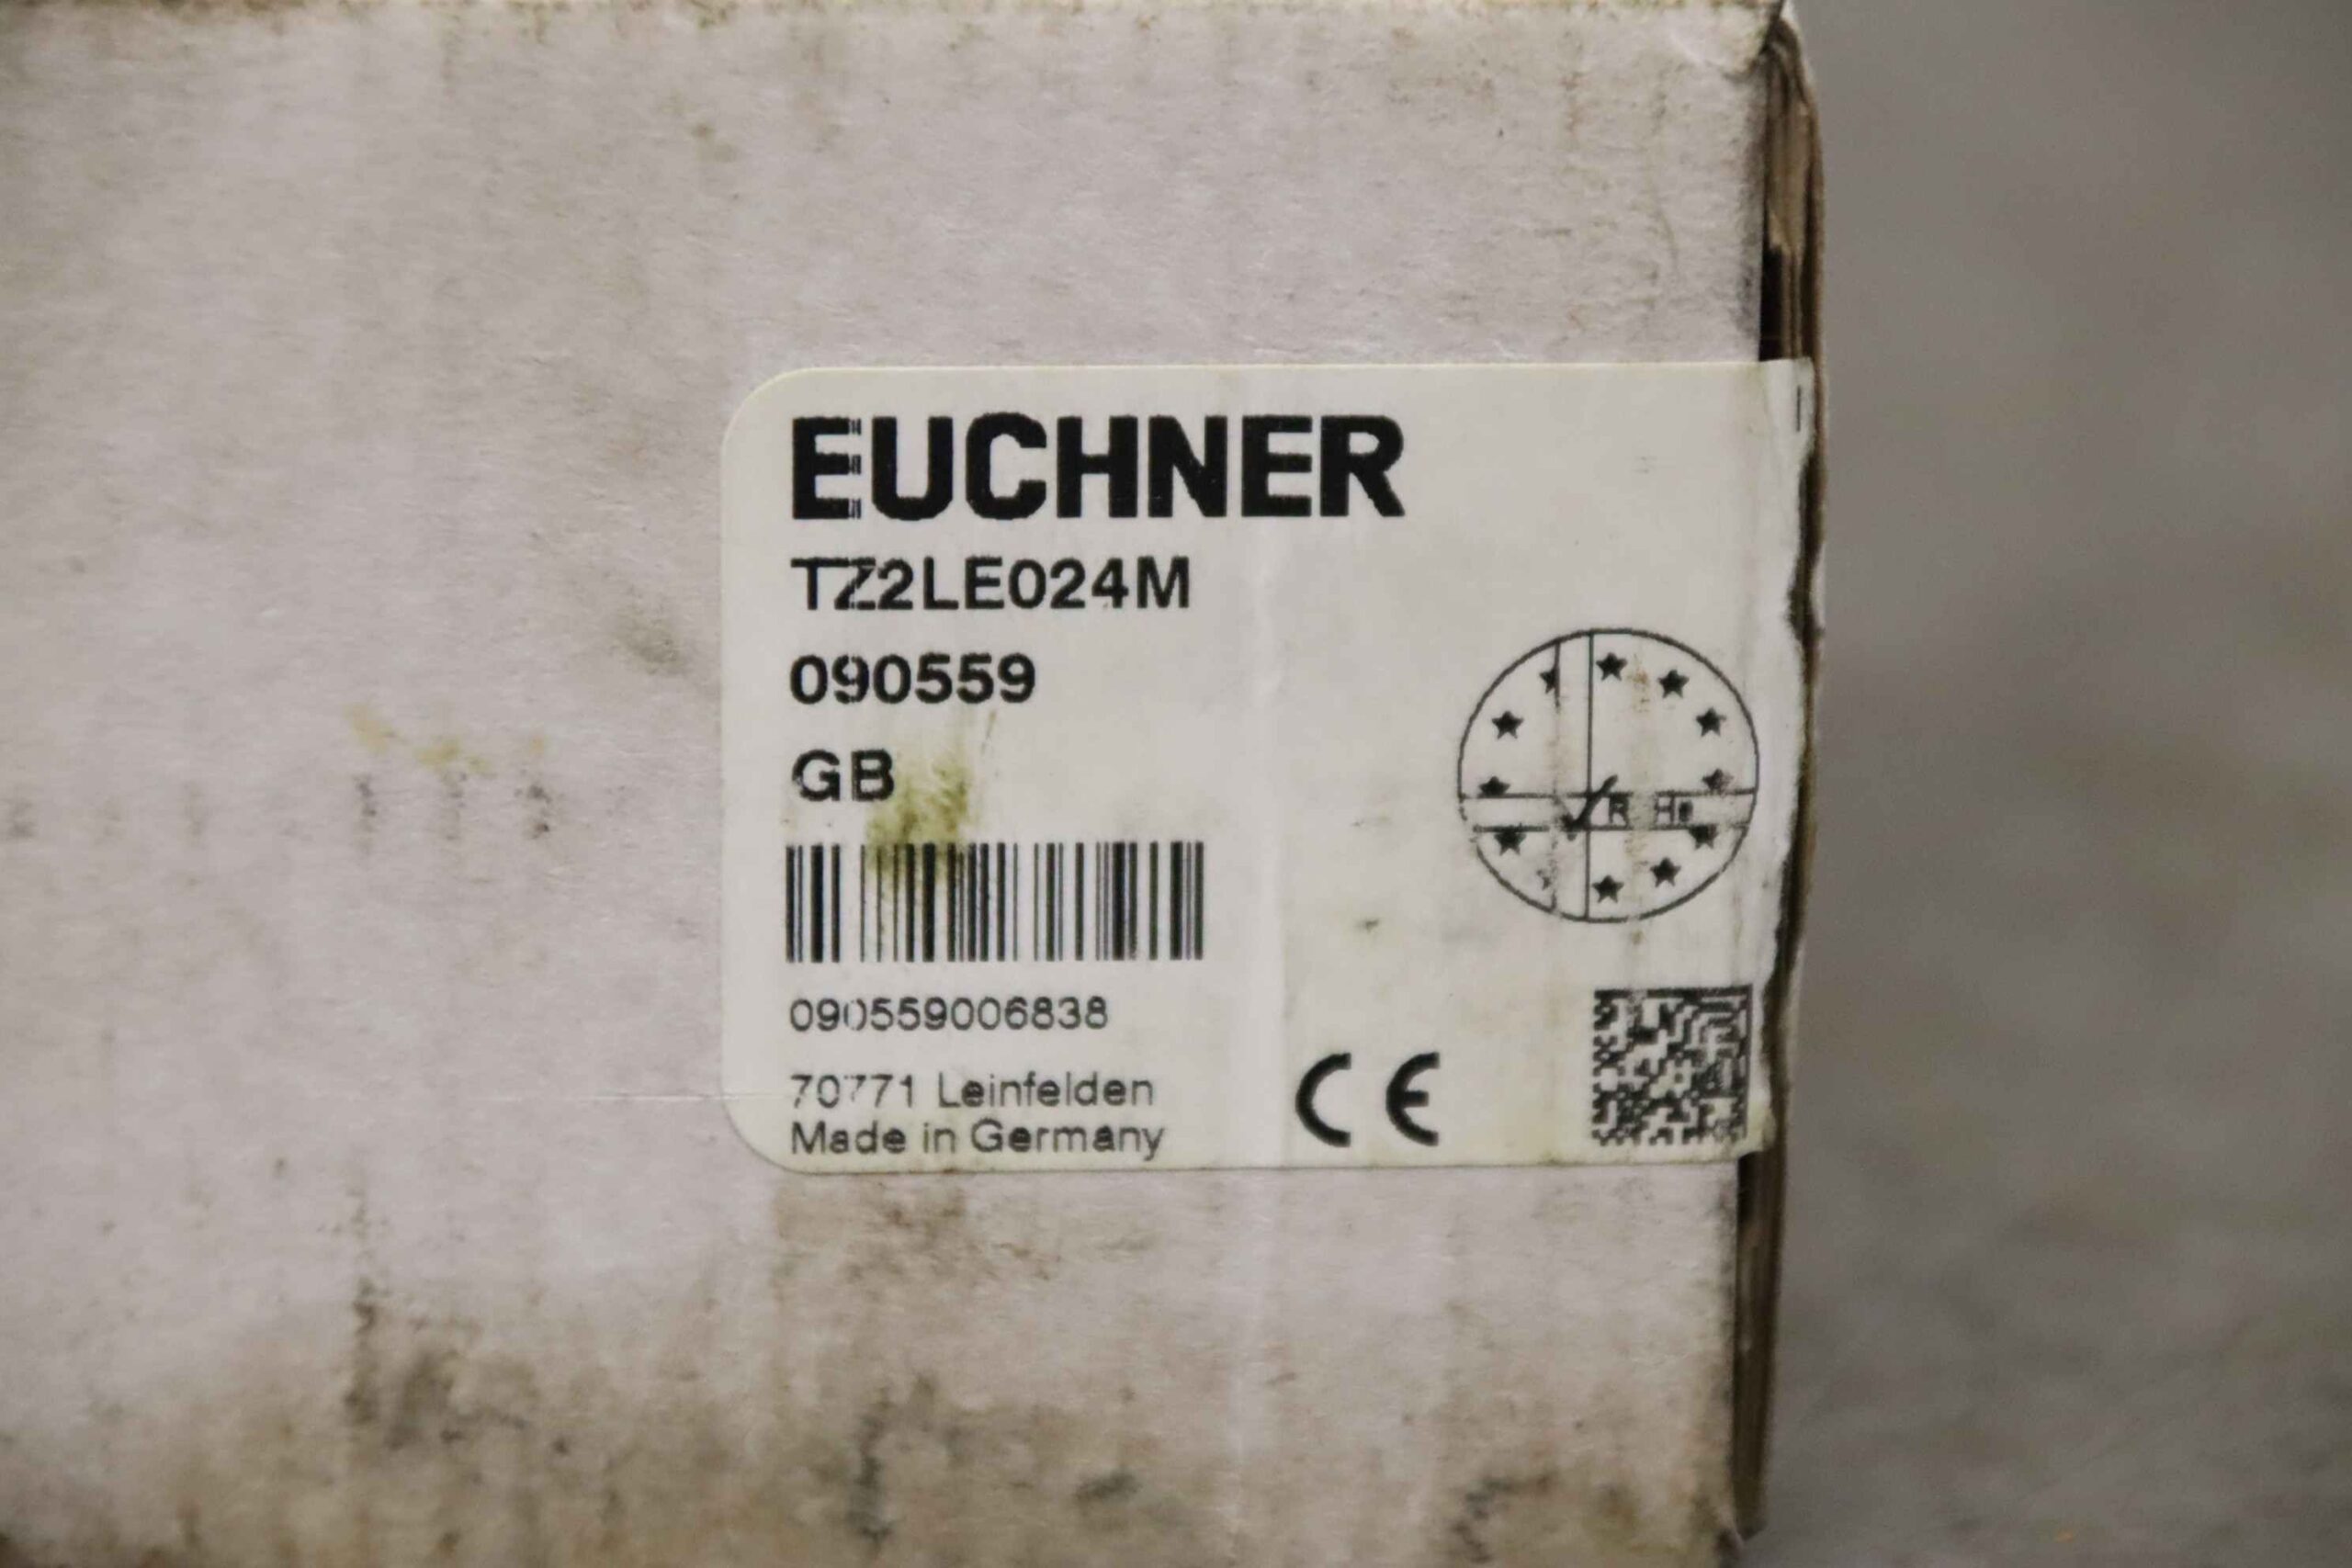 EUCHNER
TZ2LE024M
090559
GB
090559006838
70771 Leinfelden
Made in Germany
CE